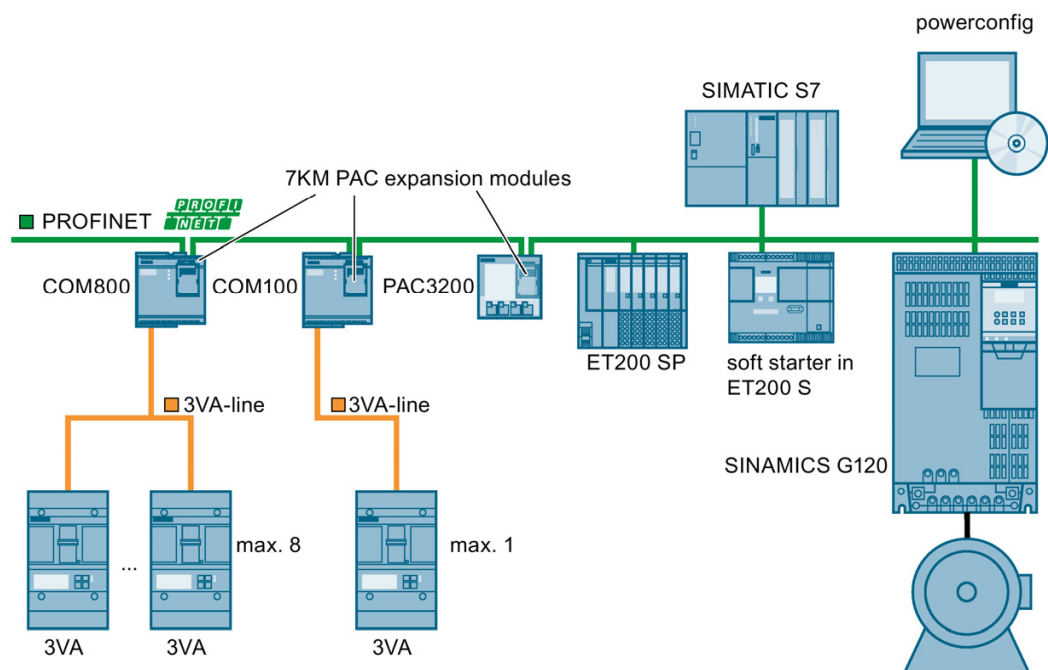 powerconfig
SIMATIC S7
7KM PAC expansion modules
PROFINET
PROFI
NET
COM800
COM100
PAC3200
ET200 SP
soft starter in
ET200 S
3VA-line
3VA-line
SINAMICS G120
max. 8
max. 1
...
3VA
3VA
3VA